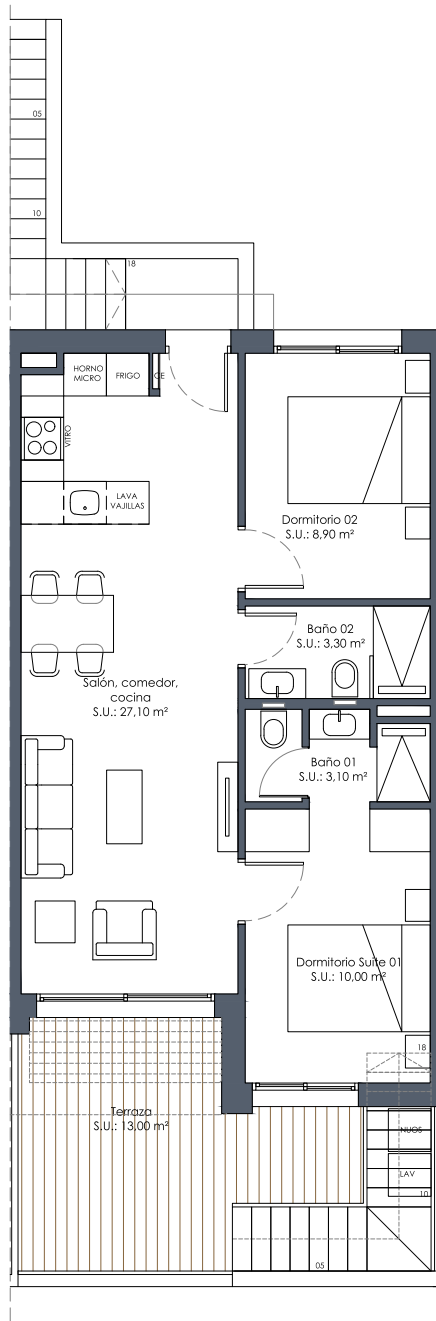 05
10
18
HORNO
MICRO
FRIGO
CE
VITRO
LAVA
VAJILLAS
Dormitorio 02
S.U.: 8,90 m²
Baño 02
S.U.: 3,30 m²
Salón, comedor,
cocina
S.U.: 27,10 m²
Baño 01
S.U.: 3,10 m²
Dormitorio Suite 01
S.U.: 10,00 m²
18
Terraza
S.U.: 13,00 m²
NUOS
LAV
10
05